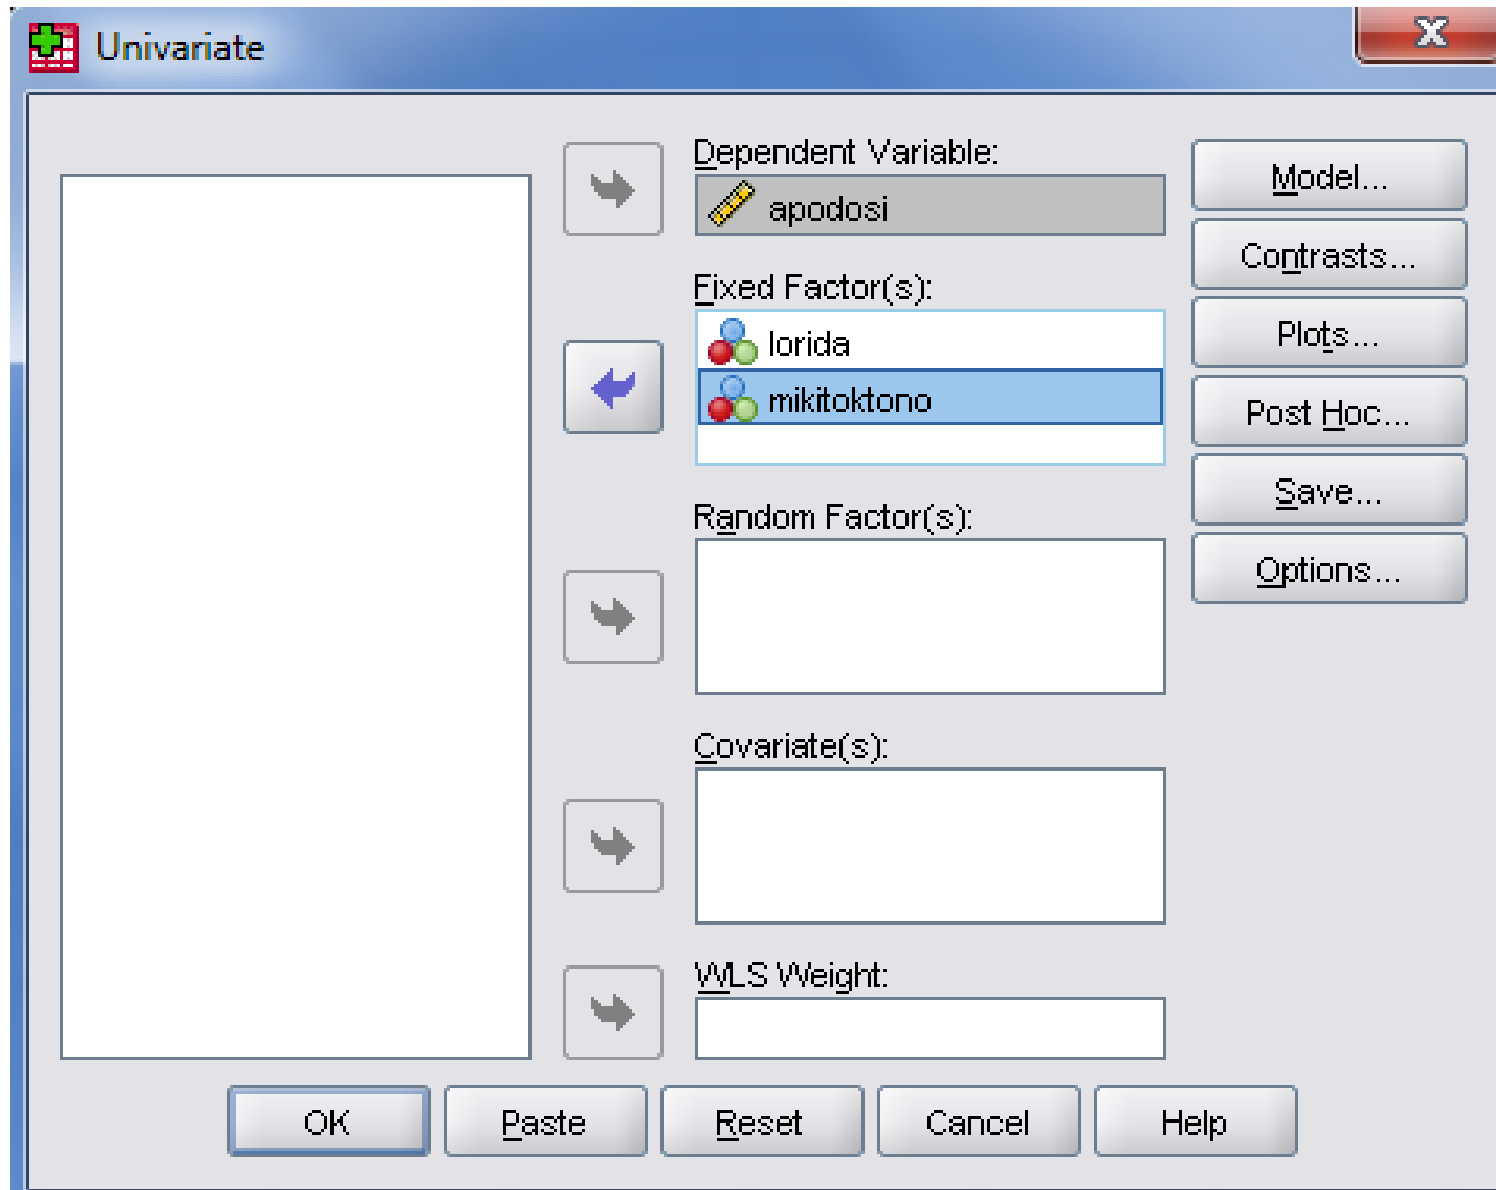 Univariate
X
Dependent Variable:
apodosi
Fixed Factor(s):
lorida
mikitoktono
Random Factor(s):
Covariate(s):
WLS Weight:
Model...
Contrasts...
Plots...
Post Hoc...
Save...
Options...
OK
Paste
Reset
Cancel
Help